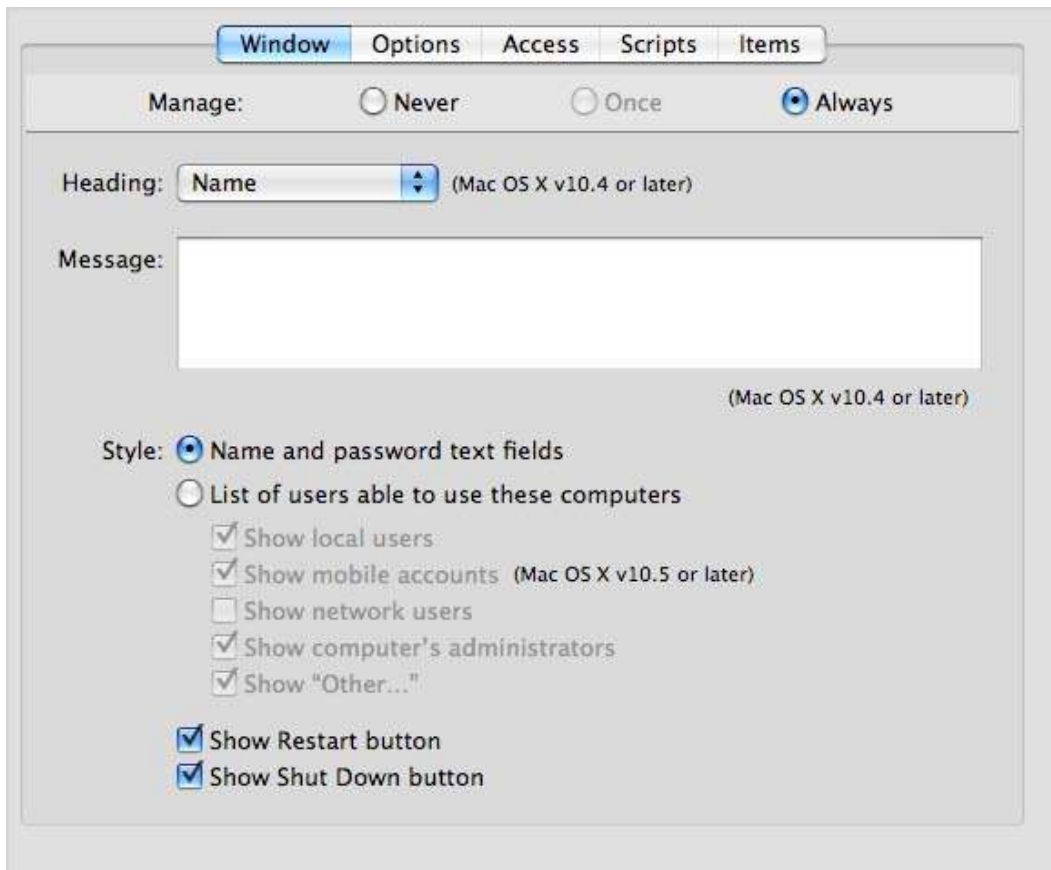 Window Options Access Scripts Items
Manage: Never Once Always
Heading: Name (Mac OS X v10.4 or later)
Message:
(Mac OS X v10.4 or later)
Style: Name and password text fields
List of users able to use these computers
Show local users
Show mobile accounts (Mac OS X v10.5 or later)
Show network users
Show computer's administrators
Show “Other...”
Show Restart button
Show Shut Down button